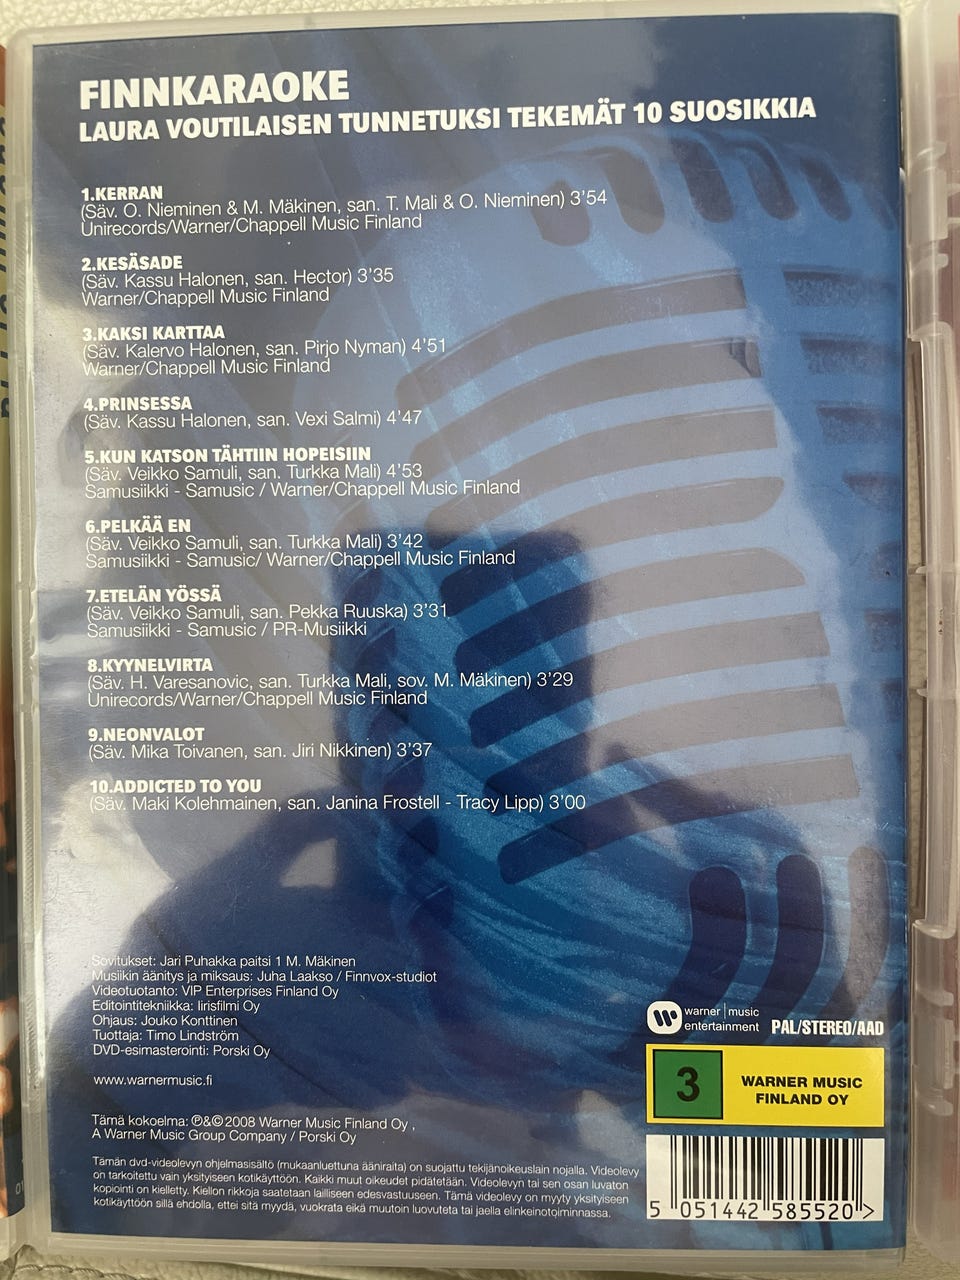 FINNKARAOKE
LAURA VOUTILAISEN TUNNETUKSI TEKEMÄT 10 SUOSIKKIA
1.KERRAN
(Säv. O. Nieminen & M. Mäkinen, san. T. Mali & O. Nieminen) 3'54
Unirecords/Warner/Chappell Music Finland
2.KESÄSADE
(Säv. Kassu Halonen, san. Hector) 3'35
Warner/Chappell Music Finland
3.KAKSI KARTTAA
(Säv. Kalervo Halonen, san. Pirjo Nyman) 4'51
Warner/Chappell Music Finland
4.PRINSESSA
(Säv. Kassu Halonen, san. Vexi Salmi) 4'47
5.KUN KATSON TÄHTIIN HOPEISIIN
(Säv. Veikko Samuli, san. Turkka Mali) 4'53
Samusiikki - Samusic / Warner/Chappell Music Finland
6.PELKÄÄ EN
(Säv. Veikko Samuli, san. Turkka Mali) 3'42
Samusiikki - Samusic/ Warner/Chappell Music Finland
7.ETELÄN YÖSSÄ
(Säv. Veikko Samuli, san. Pekka Ruuska) 3'31
Samusiikki - Samusic / PR-Musiikki
8.KYYNELVIRTA
(Säv. H. Varesanovic, san. Turkka Mali, sov. M. Mäkinen) 3'29
Unirecords/Warner/Chappell Music Finland
9.NEONVALOT
(Säv. Mika Toivanen, san. Jiri Nikkinen) 3'37
10.ADDICTED TO YOU
(Säv. Maki Kolehmainen, san. Janina Frostell - Tracy Lipp) 3'00
Sovitukset: Jari Puhakka paitsi 1 M. Mäkinen
Musiikin äänitys ja miksaus: Juha Laakso / Finnvox-studiot
Videotuotanto: VIP Enterprises Finland Oy
Editointitekniikka: Iirisfilmi Oy
Ohjaus: Jouko Konttinen
Tuottaja: Timo Lindström
DVD-esimasterointi: Porski Oy
www.warnermusic.fi
Tämä kokoelma: ℗&©2008 Warner Music Finland Oy ,
A Warner Music Group Company / Porski Oy
Tämän dvd-videolevyn ohjelmasisältö (mukaanluettuna ääniraita) on suojattu tekijänoikeuslain nojalla. Videolevy
on tarkoitettu vain yksityiseen kotikäyttöön. Kaikki muut oikeudet pidätetään. Videolevyn tai sen osan luvaton
kopiointi on kielletty. Kiellon rikkoja saatetaan lailliseen edesvastuuseen. Tämä videolevy on myyty yksityiseen
kotikäyttöön sillä ehdolla, ettei sitä myydä, vuokrata eikä muutoin luovuteta tai jaella elinkeinotoiminnassa.
warner | music
entertainment
PAL/STEREO/AAD
3
WARNER MUSIC
FINLAND OY
5 051442 585520 >